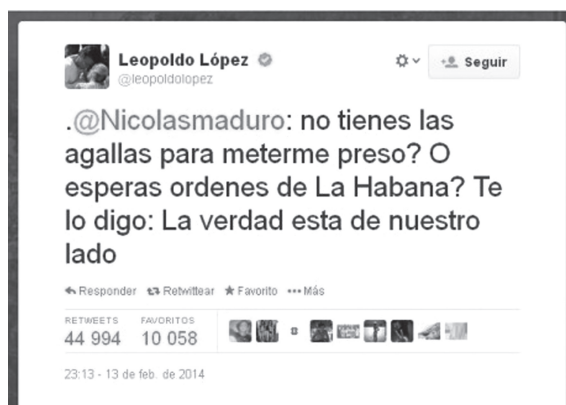 Leopoldo López
@leopoldolopez
Seguir
.@Nicolasmaduro: no tienes las
agallas para meterme preso? O
esperas ordenes de La Habana? Te
lo digo: La verdad esta de nuestro
lado
Responder Retwittear Favorito Más
RETWEETS FAVORITOS
44 994 10 058
23:13 - 13 de feb. de 2014